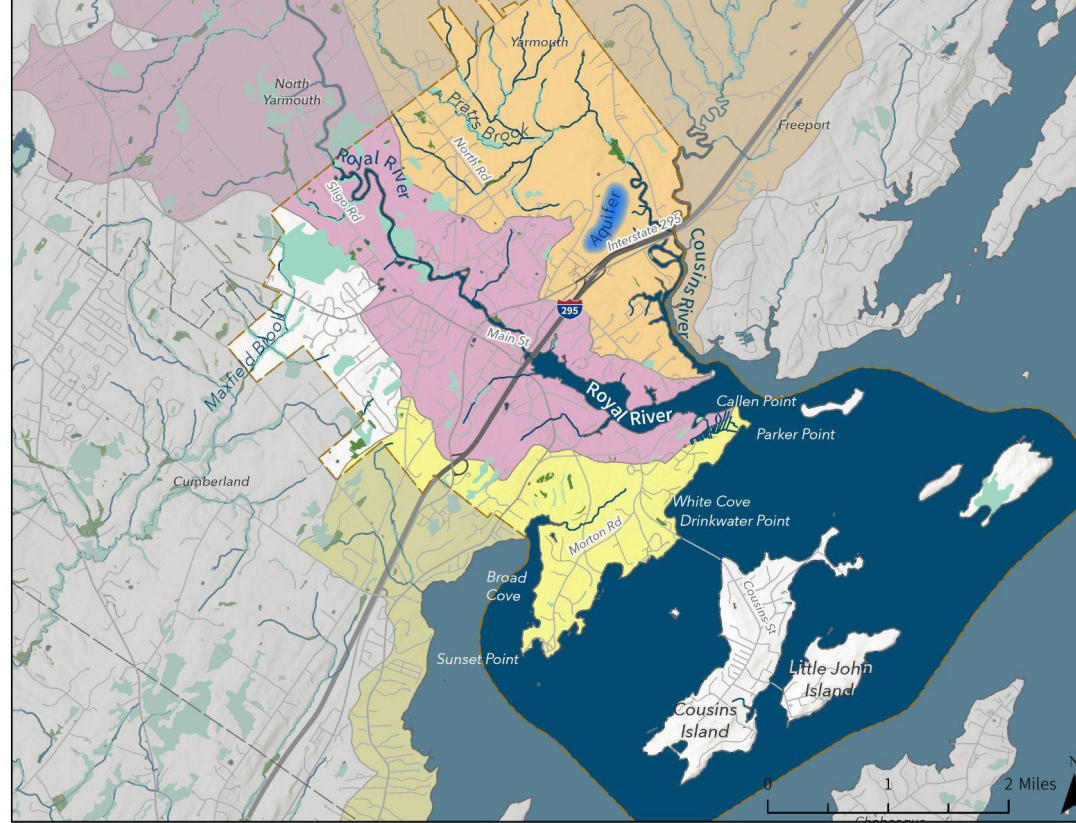 Yarmouth
North
Yarmouth
Pratts Brook
Freeport
North Rd
Royal River
Sligo Rd
Aquifer
Interstate 295
Cousins River
295
Maxfield Brook
Main St
Royal River
Callen Point
Parker Point
Cumberland
White Cove
Drinkwater Point
Morton Rd
Broad
Cove
Cousins St
Sunset Point
Little John
Island
Cousins
Island
N
0 1 2 Miles